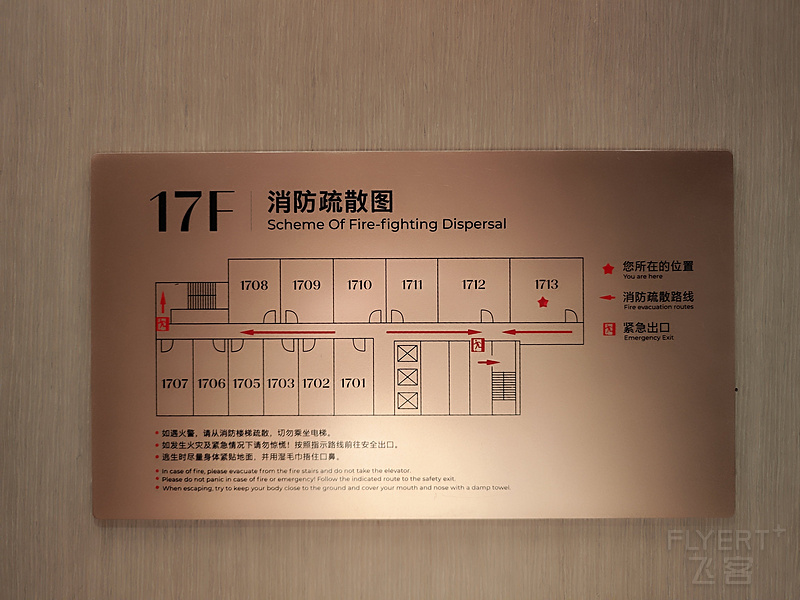 17F
消防疏散图
Scheme Of Fire-fighting Dispersal
1708 1709 1710 1711 1712 1713
1707 1706 1705 1703 1702 1701
您所在的位置
You are here
消防疏散路线
Fire evacuation routes
紧急出口
Emergency Exit
如遇火警，请从消防楼梯疏散，切勿乘坐电梯。
如发生火灾及紧急情况下请勿惊慌！按照指示路线前往安全出口。
逃生时尽量身体紧贴地面，并用湿毛巾捂住口鼻。
In case of fire, please evacuate from the fire stairs and do not take the elevator.
Please do not panic in case of fire or emergency! Follow the indicated route to the safety exit.
When escaping, try to keep your body close to the ground and cover your mouth and nose with a damp towel.
FLYERT+
飞客